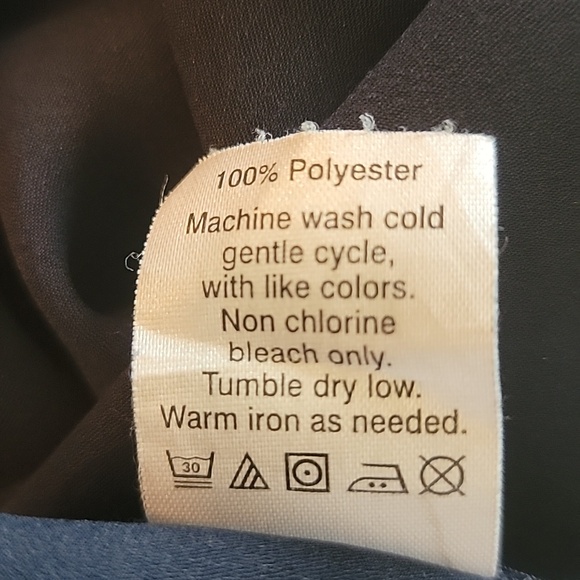 100% Polyester
Machine wash cold
gentle cycle,
with like colors.
Non chlorine
bleach only.
Tumble dry low.
Warm iron as needed.
30